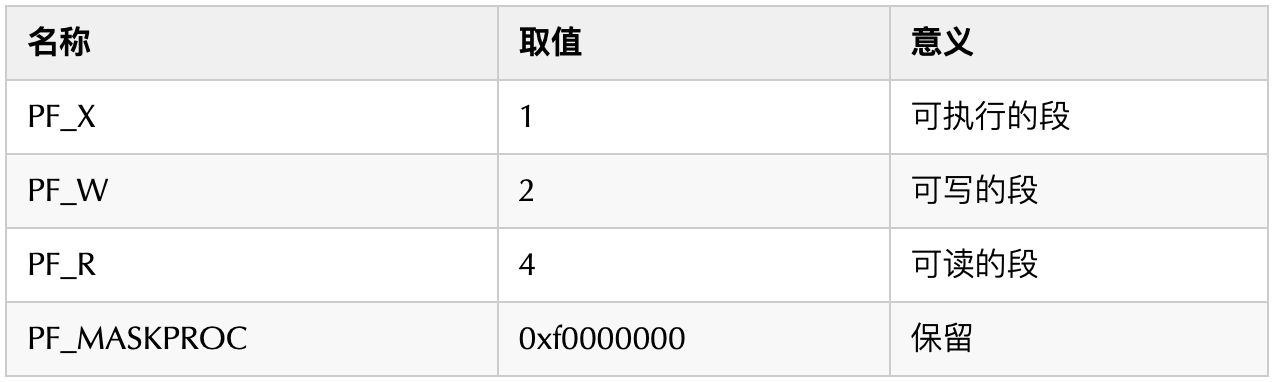 名称 取值 意义
PF_X 1 可执行的段
PF_W 2 可写的段
PF_R 4 可读的段
PF_MASKPROC 0xf0000000 保留